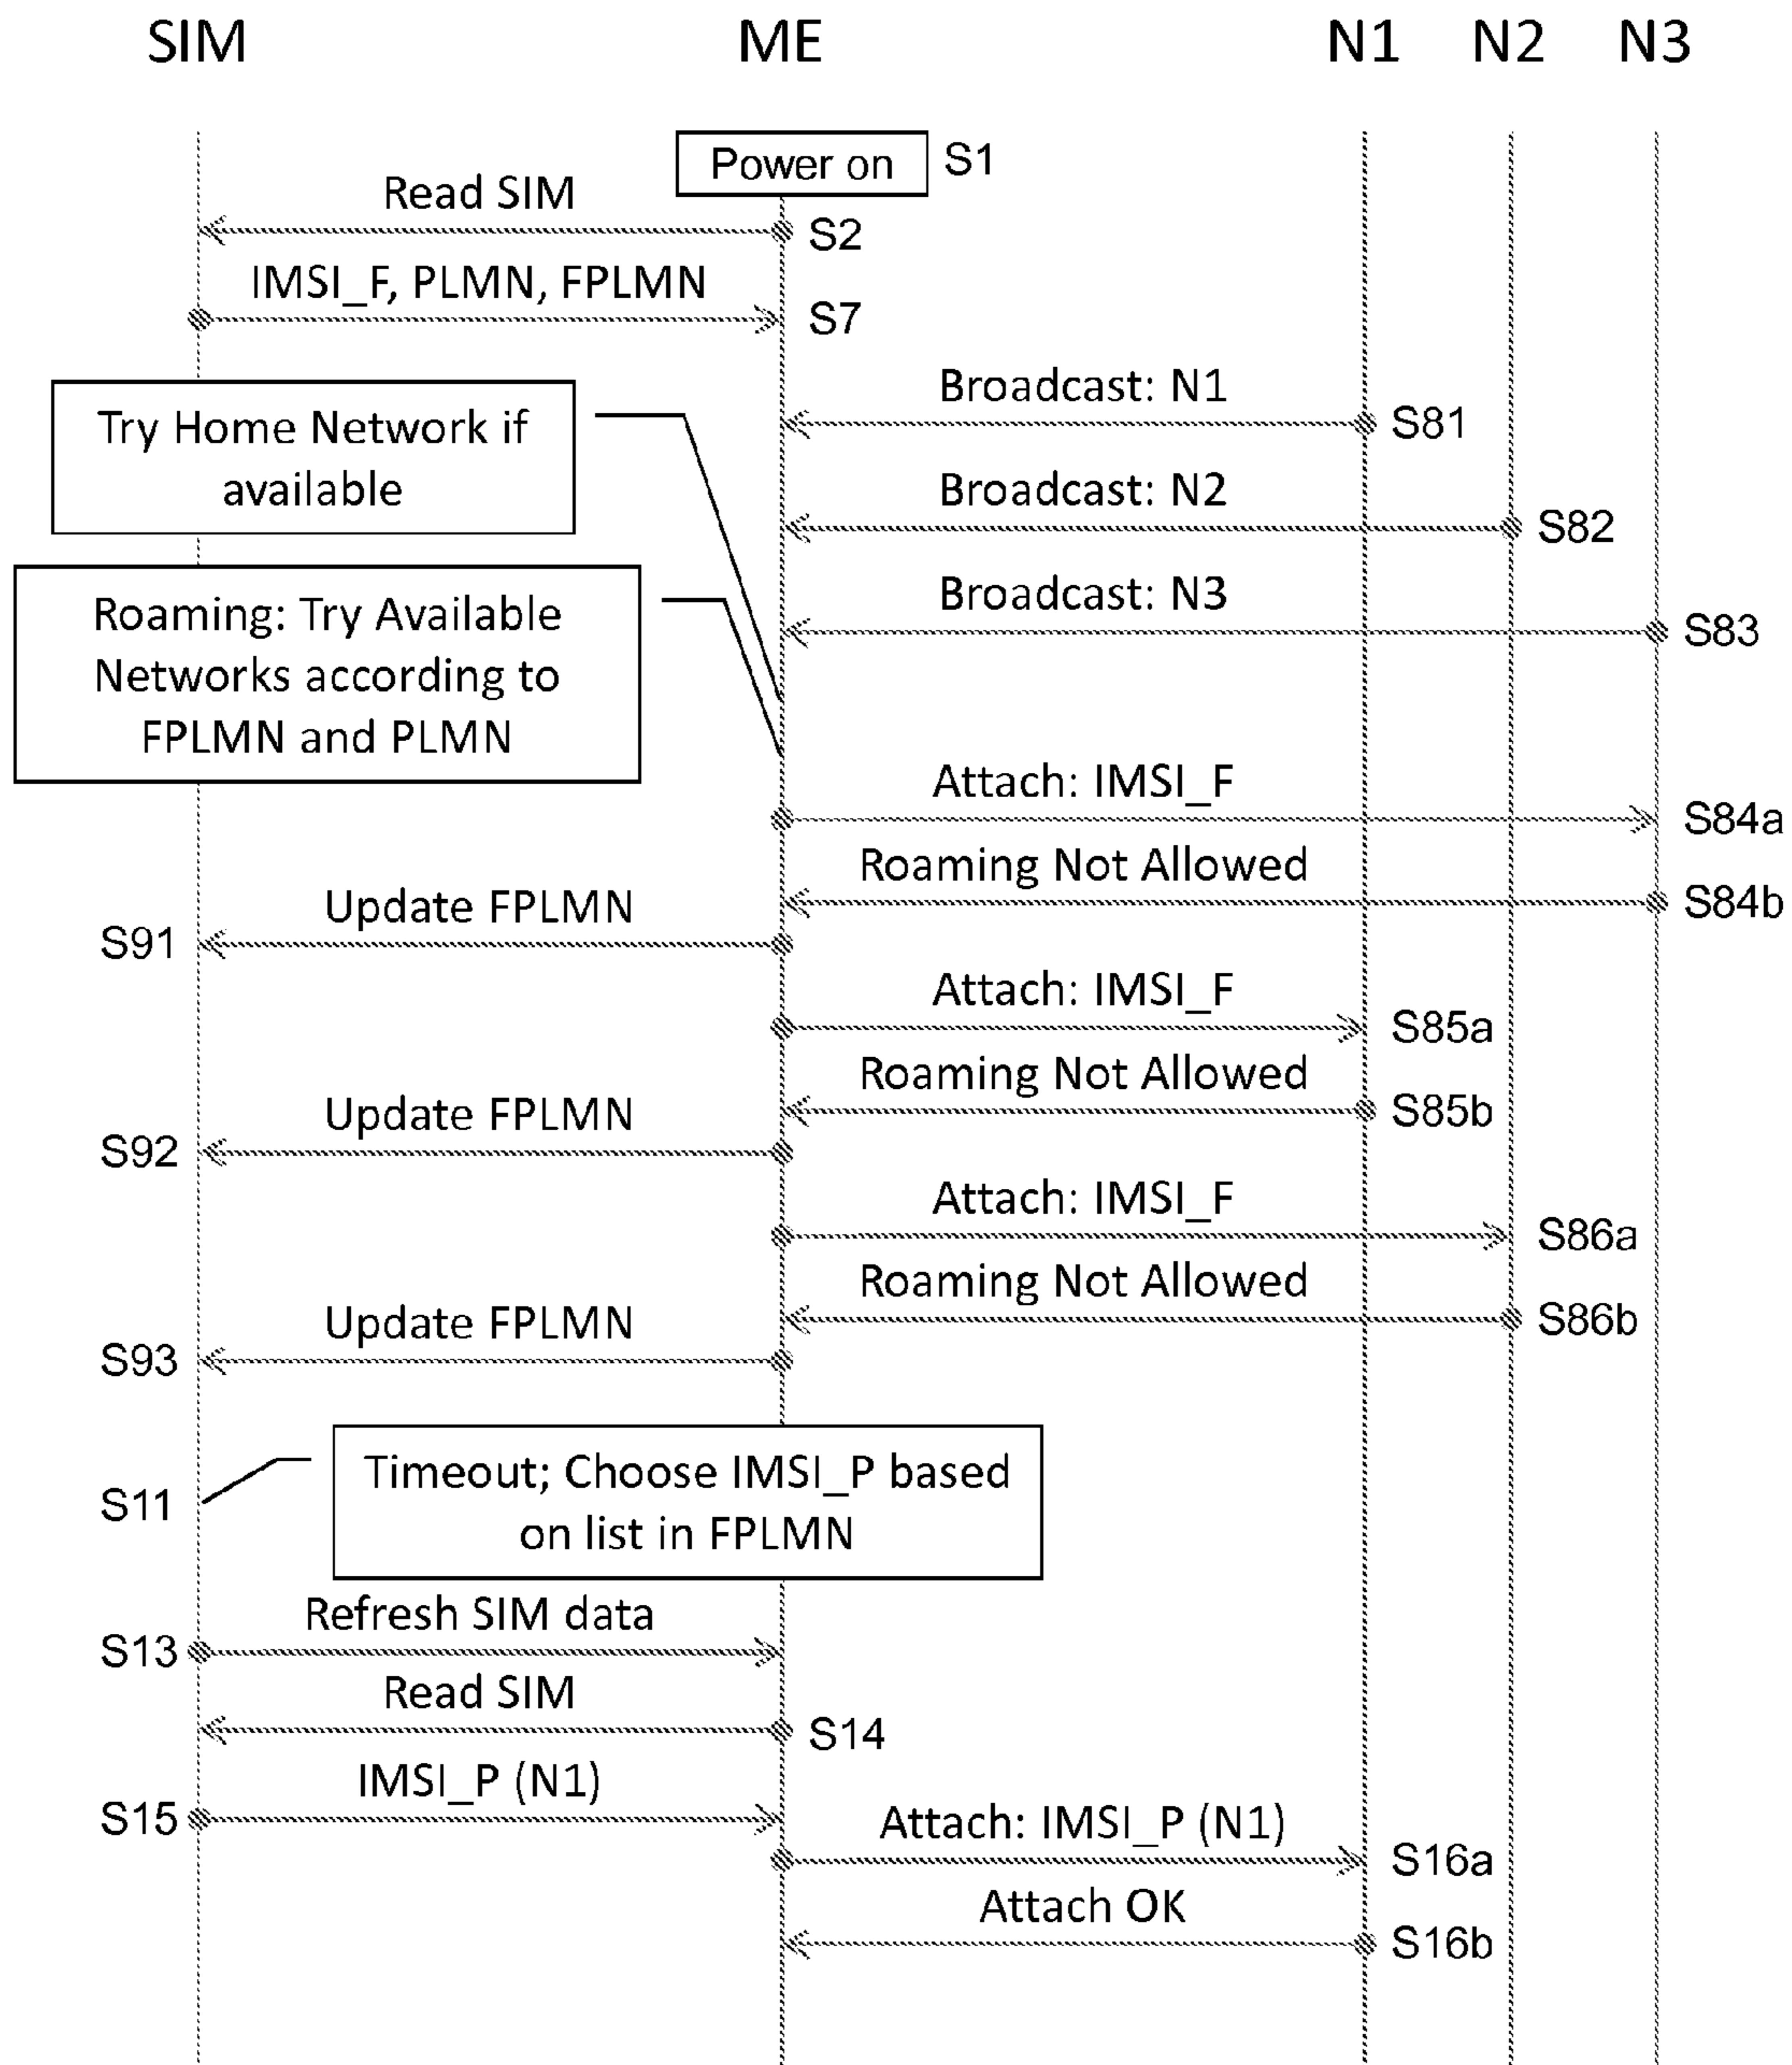 SIM ME N1 N2 N3
Power on S1
Read SIM
S2
IMSI_F, PLMN, FPLMN
S7
Broadcast: N1
S81
Try Home Network if
available
Broadcast: N2
S82
Broadcast: N3
S83
Roaming: Try Available
Networks according to
FPLMN and PLMN
Attach: IMSI_F
S84a
Roaming Not Allowed
S84b
Update FPLMN
S91
Attach: IMSI_F
S85a
Roaming Not Allowed
S85b
Update FPLMN
S92
Attach: IMSI_F
S86a
Roaming Not Allowed
S86b
Update FPLMN
S93
S11
Timeout; Choose IMSI_P based
on list in FPLMN
Refresh SIM data
S13
Read SIM
S14
IMSI_P (N1)
S15
Attach: IMSI_P (N1)
S16a
Attach OK
S16b